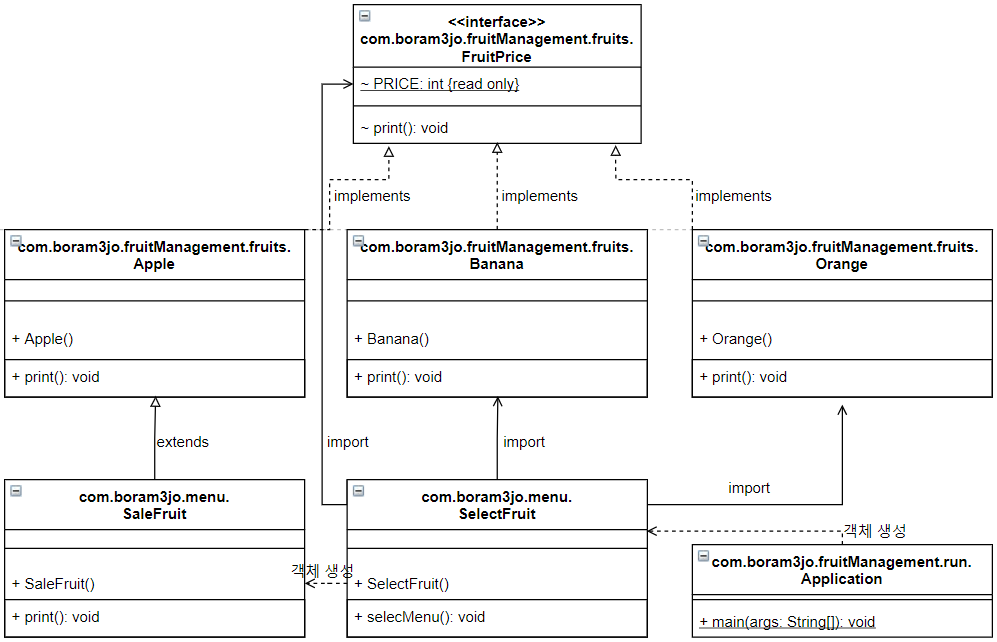 <<interface>>
com.boram3jo.fruitManagement.fruits.
FruitPrice
~ PRICE: int {read only}
~ print(): void
implements
implements
implements
com.boram3jo.fruitManagement.fruits.
Apple
+ Apple()
+ print(): void
com.boram3jo.fruitManagement.fruits.
Banana
+ Banana()
+ print(): void
com.boram3jo.fruitManagement.fruits.
Orange
+ Orange()
+ print(): void
extends
import
import
import
com.boram3jo.menu.
SaleFruit
+ SaleFruit()
+ print(): void
객체 생성
com.boram3jo.menu.
SelectFruit
+ SelectFruit()
+ selecMenu(): void
객체 생성
com.boram3jo.fruitManagement.run.
Application
+ main(args: String[]): void